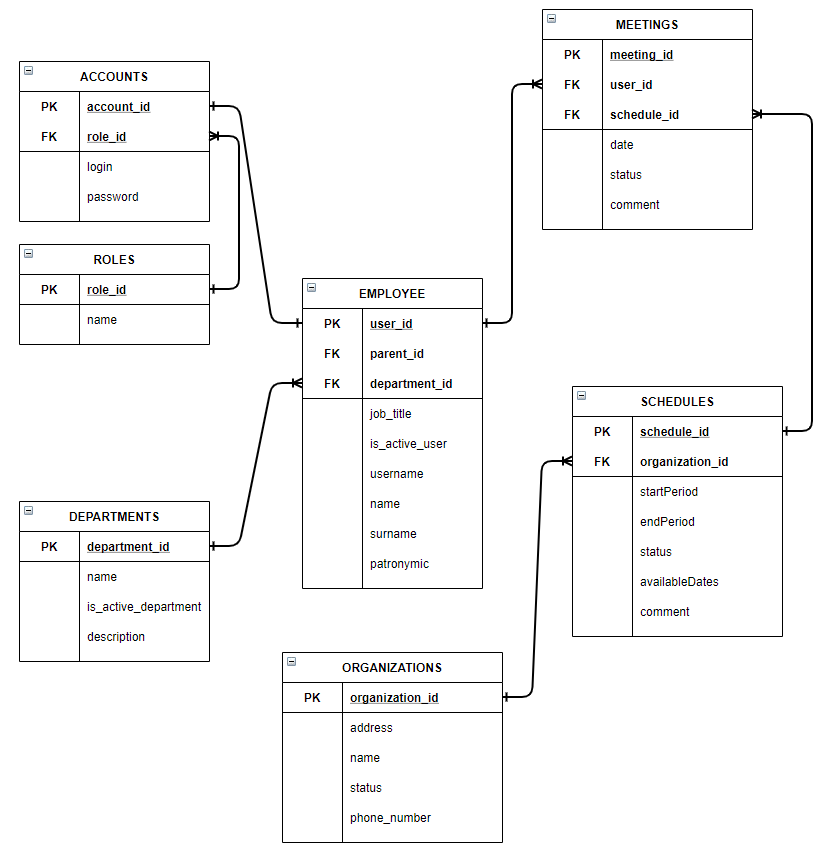 ACCOUNTS
PK account_id
FK role_id
login
password
ROLES
PK role_id
name
DEPARTMENTS
PK department_id
name
is_active_department
description
EMPLOYEE
PK user_id
FK parent_id
FK department_id
job_title
is_active_user
username
name
surname
patronymic
ORGANIZATIONS
PK organization_id
address
name
status
phone_number
MEETINGS
PK meeting_id
FK user_id
FK schedule_id
date
status
comment
SCHEDULES
PK schedule_id
FK organization_id
startPeriod
endPeriod
status
availableDates
comment